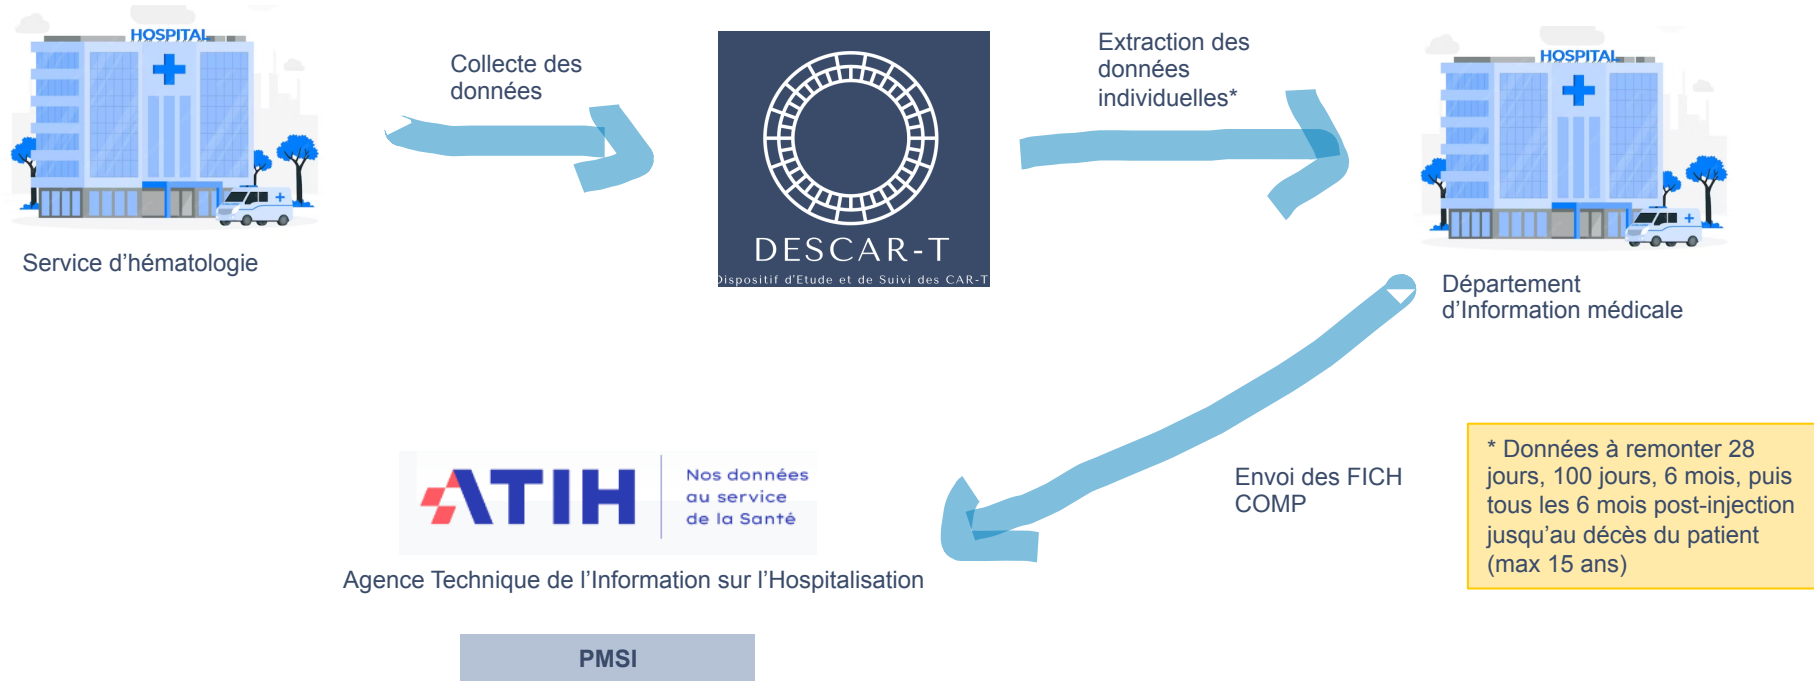 HOSPITAL
Service d’hématologie
Collecte des
données
DESCAR-T
Dispositif d'Etude et de Suivi des CAR-T
Extraction des
données
individuelles*
HOSPITAL
Département
d’Information médicale
Envoi des FICH
COMP
* Données à remonter 28
jours, 100 jours, 6 mois, puis
tous les 6 mois post-injection
jusqu’au décès du patient
(max 15 ans)
ATIH
Nos données
au service
de la Santé
Agence Technique de l’Information sur l’Hospitalisation
PMSI